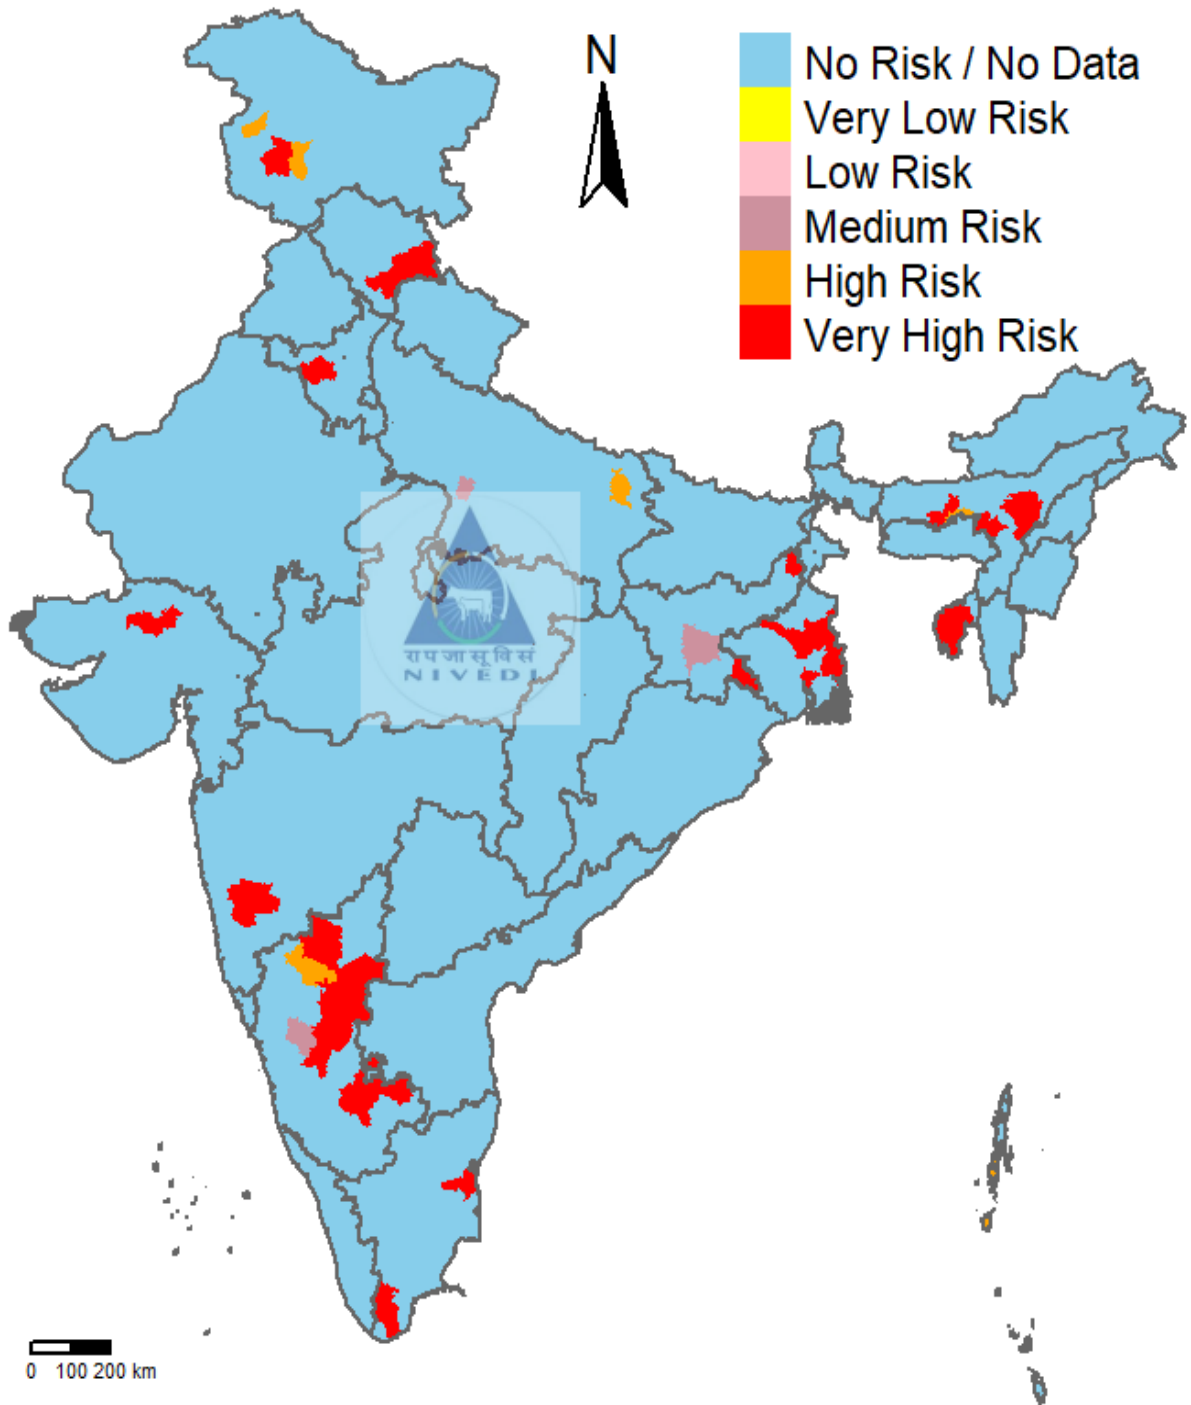 N
No Risk / No Data
Very Low Risk
Low Risk
Medium Risk
High Risk
Very High Risk
रा प जा सू वि सं
NIVEDI
0 100 200 km